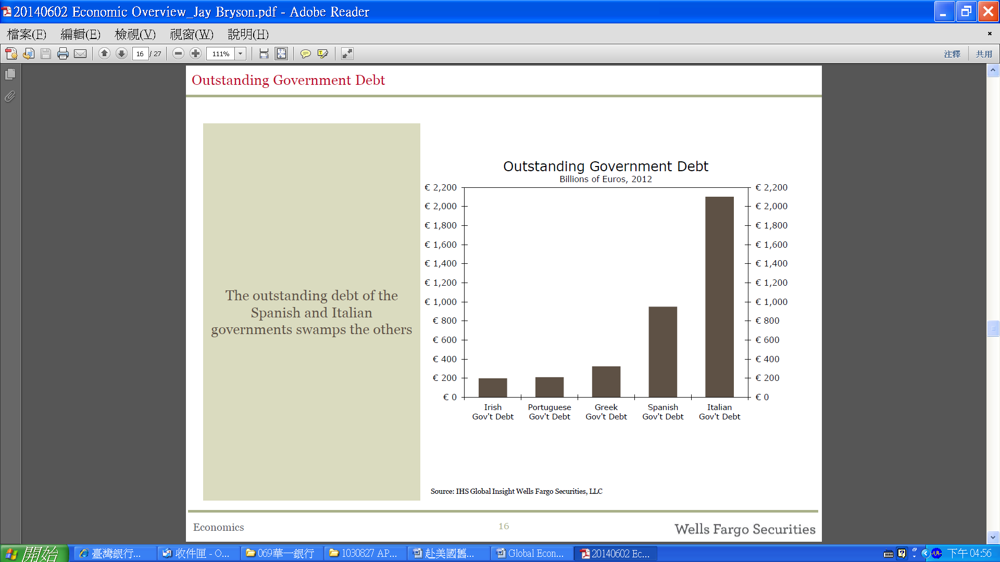 20140602 Economic Overview_Jay Bryson.pdf - Adobe Reader
檔案(F) 編輯(E) 檢視(V) 視窗(W) 說明(H)
16 / 27 111% 注釋 共用
Outstanding Government Debt
The outstanding debt of the
Spanish and Italian
governments swamps the others
Outstanding Government Debt
Billions of Euros, 2012
€ 2,200 € 2,200
€ 2,000 € 2,000
€ 1,800 € 1,800
€ 1,600 € 1,600
€ 1,400 € 1,400
€ 1,200 € 1,200
€ 1,000 € 1,000
€ 800 € 800
€ 600 € 600
€ 400 € 400
€ 200 € 200
€ 0 € 0
Irish Portuguese Greek Spanish Italian
Gov't Debt Gov't Debt Gov't Debt Gov't Debt Gov't Debt
Source: IHS Global Insight Wells Fargo Securities, LLC
Economics 16 Wells Fargo Securities
開始 臺灣銀行... 收件匣 - O... 069華一銀行 1030827 AP... 赴美國舊... Global Econ... 20140602 Ec... 下午 04:56